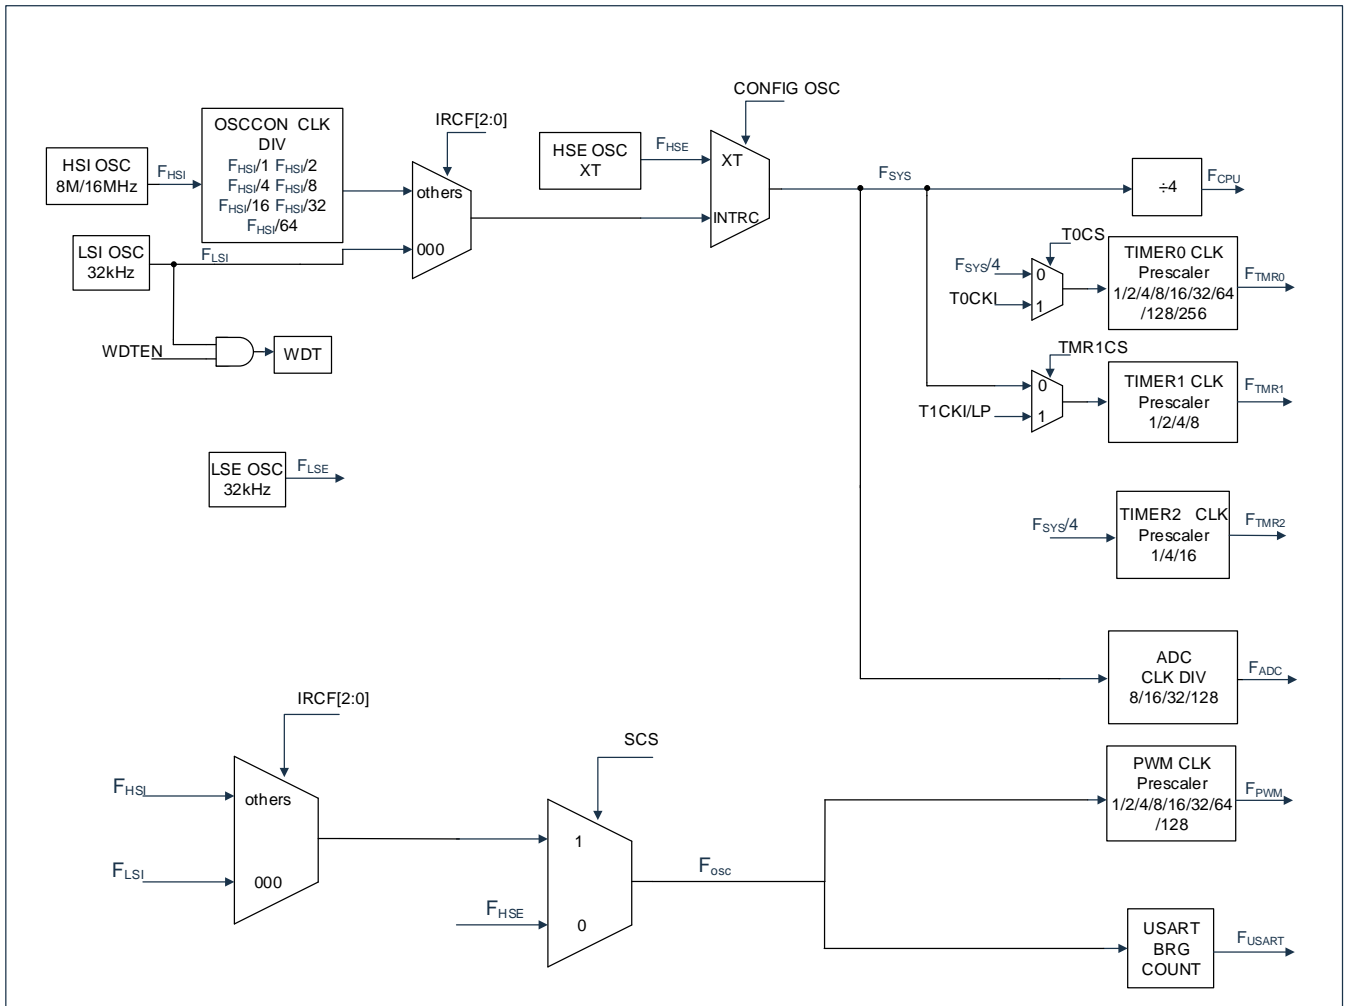 CONFIG OSC
IRCF[2:0]
OSCCON CLK
DIV
FHSI/1 FHSI/2
FHSI/4 FHSI/8
FHSI/16 FHSI/32
FHSI/64
HSI OSC
8M/16MHz
FHSI
others
000
HSE OSC
XT
FHSE
XT
INTRC
FSYS
÷4
FCPU
LSI OSC
32kHz
FLSI
WDTEN
WDT
T0CS
FSYS/4
T0CKI
0
1
TIMER0 CLK
Prescaler
1/2/4/8/16/32/64
/128/256
FTMR0
TMR1CS
T1CKI/LP
0
1
TIMER1 CLK
Prescaler
1/2/4/8
FTMR1
LSE OSC
32kHz
FLSE
FSYS/4
TIMER2 CLK
Prescaler
1/4/16
FTMR2
ADC
CLK DIV
8/16/32/128
FADC
IRCF[2:0]
FHSI
others
FLSI
000
SCS
1
FHSE
0
Fosc
PWM CLK
Prescaler
1/2/4/8/16/32/64
/128
FPWM
USART
BRG
COUNT
FUSART